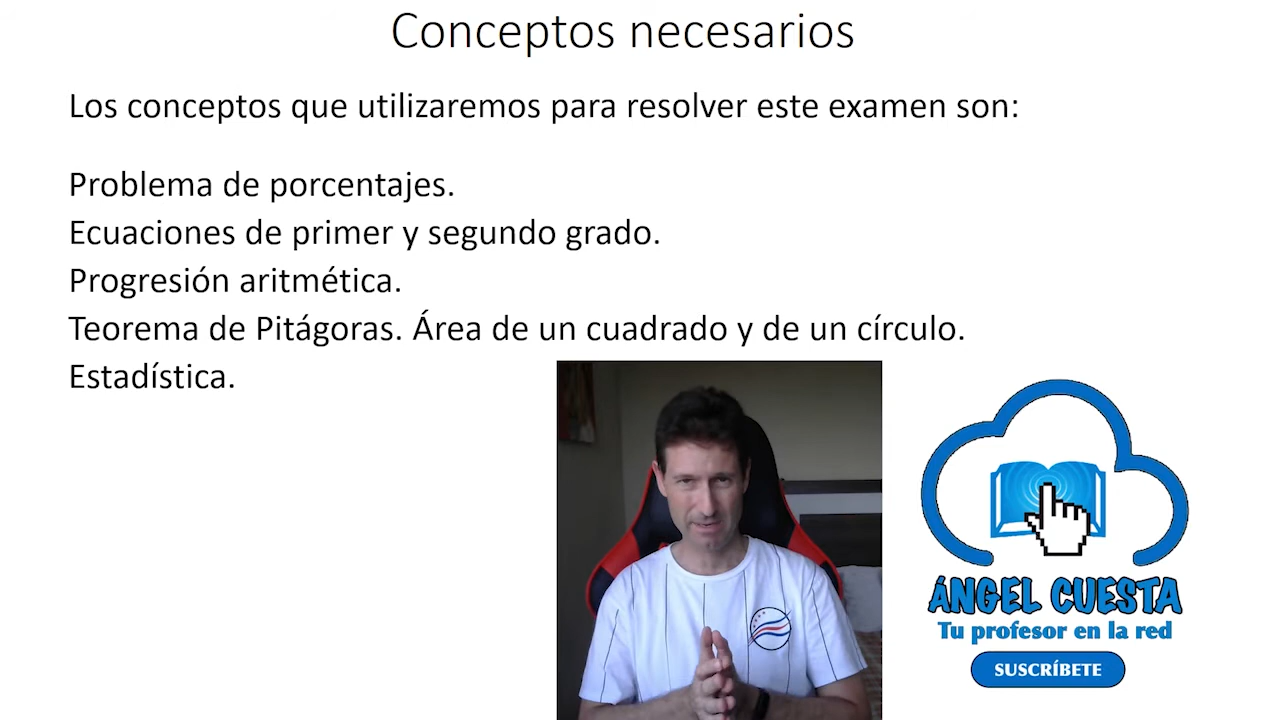 Conceptos necesarios
Los conceptos que utilizaremos para resolver este examen son:
Problema de porcentajes.
Ecuaciones de primer y segundo grado.
Progresión aritmética.
Teorema de Pitágoras. Área de un cuadrado y de un círculo.
Estadística.
ÁNGEL CUESTA
Tu profesor en la red
SUSCRÍBETE